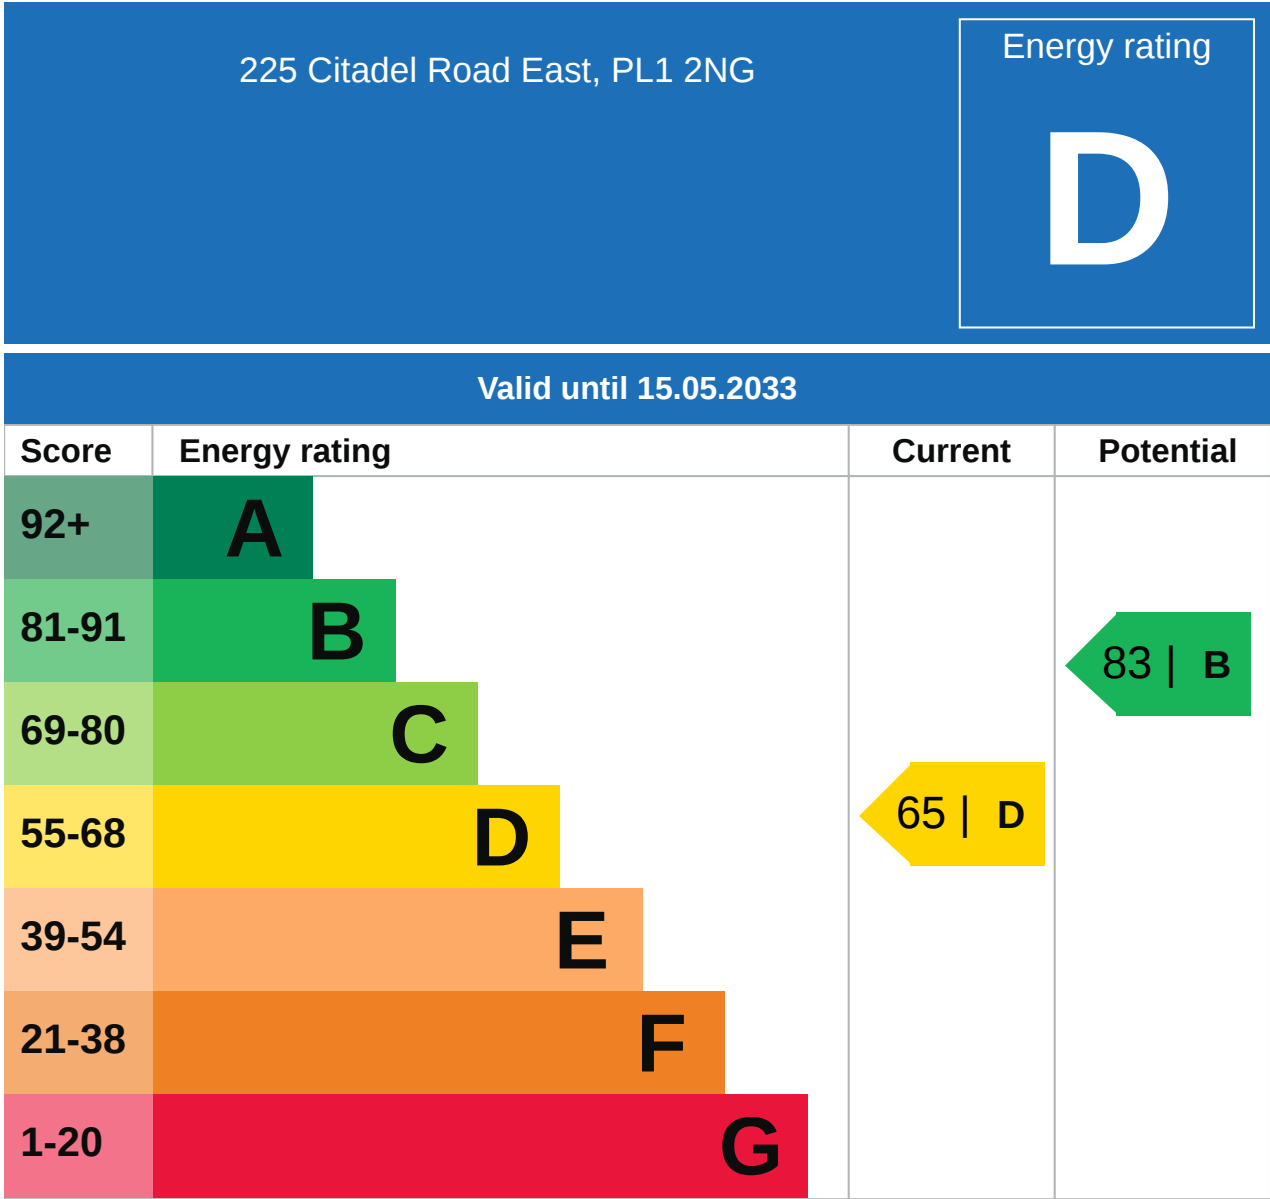 225 Citadel Road East, PL1 2NG
Energy rating
D
Valid until 15.05.2033
Score Energy rating Current Potential
92+ A
81-91 B
83 | B
69-80 C
65 | D
55-68 D
39-54 E
21-38 F
1-20 G